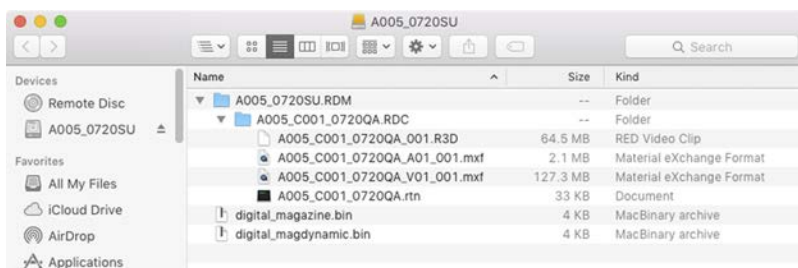 A005_0720SU
Search
Devices
Remote Disc
A005_0720SU
Favorites
All My Files
iCloud Drive
AirDrop
Applications
Name Size Kind
A005_0720SU.RDM -- Folder
A005_C001_0720QA.RDC -- Folder
A005_C001_0720QA_001.R3D 64.5 MB RED Video Clip
A005_C001_0720QA_A01_001.mxf 2.1 MB Material eXchange Format
A005_C001_0720QA_V01_001.mxf 127.3 MB Material eXchange Format
A005_C001_0720QA.rtn 33 KB Document
digital_magazine.bin 4 KB MacBinary archive
digital_magdynamic.bin 4 KB MacBinary archive